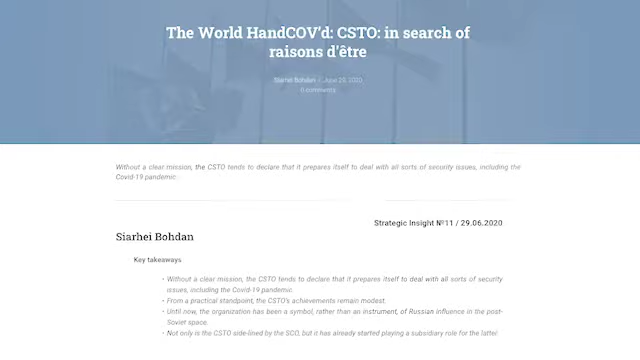 The World HandCOV'd: CSTO: in search of
raisons d'être
Siarhei Bohdan / June 29, 2020
0 comments
Without a clear mission, the CSTO tends to declare that it prepares itself to deal with all sorts of security issues, including the
Covid-19 pandemic.
Strategic Insight №11 / 29.06.2020
Siarhei Bohdan
Key takeaways
• Without a clear mission, the CSTO tends to declare that it prepares itself to deal with all sorts of security
issues, including the Covid-19 pandemic.
• From a practical standpoint, the CSTO's achievements remain modest.
• Until now, the organization has been a symbol, rather than an instrument, of Russian influence in the post-
Soviet space.
• Not only is the CSTO side-lined by the SCO, but it has already started playing a subsidiary role for the latter.